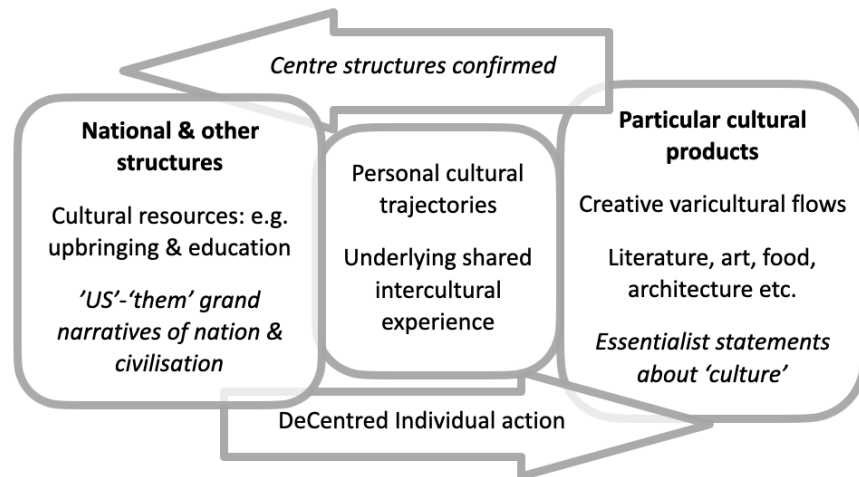 Centre structures confirmed
National & other
structures
Cultural resources: e.g.
upbringing & education
’US’-‘them’ grand
narratives of nation &
civilisation
Personal cultural
trajectories
Underlying shared
intercultural
experience
Particular cultural
products
Creative varicultural flows
Literature, art, food,
architecture etc.
Essentialist statements
about ‘culture’
DeCentred Individual action